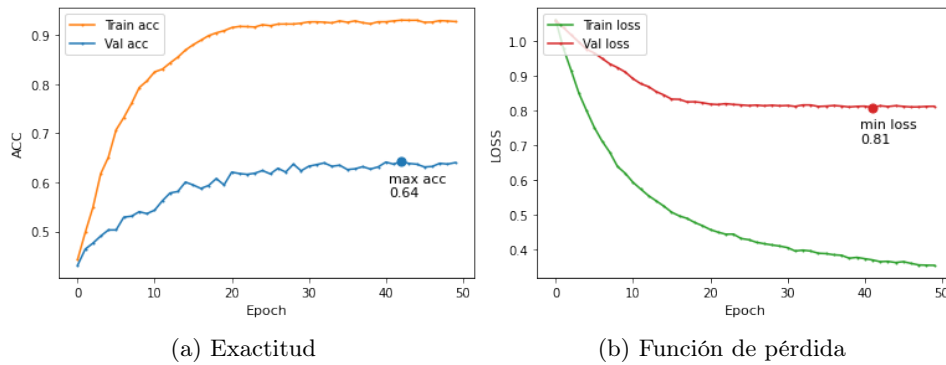 Train acc
Val acc
0.9
0.8
0.7
0.6
0.5
ACC
max acc
0.64
0
10
20
30
40
50
Epoch
(a) Exactitud
Train loss
Val loss
1.0
0.9
0.8
0.7
0.6
0.5
0.4
LOSS
min loss
0.81
0
10
20
30
40
50
Epoch
(b) Función de pérdida